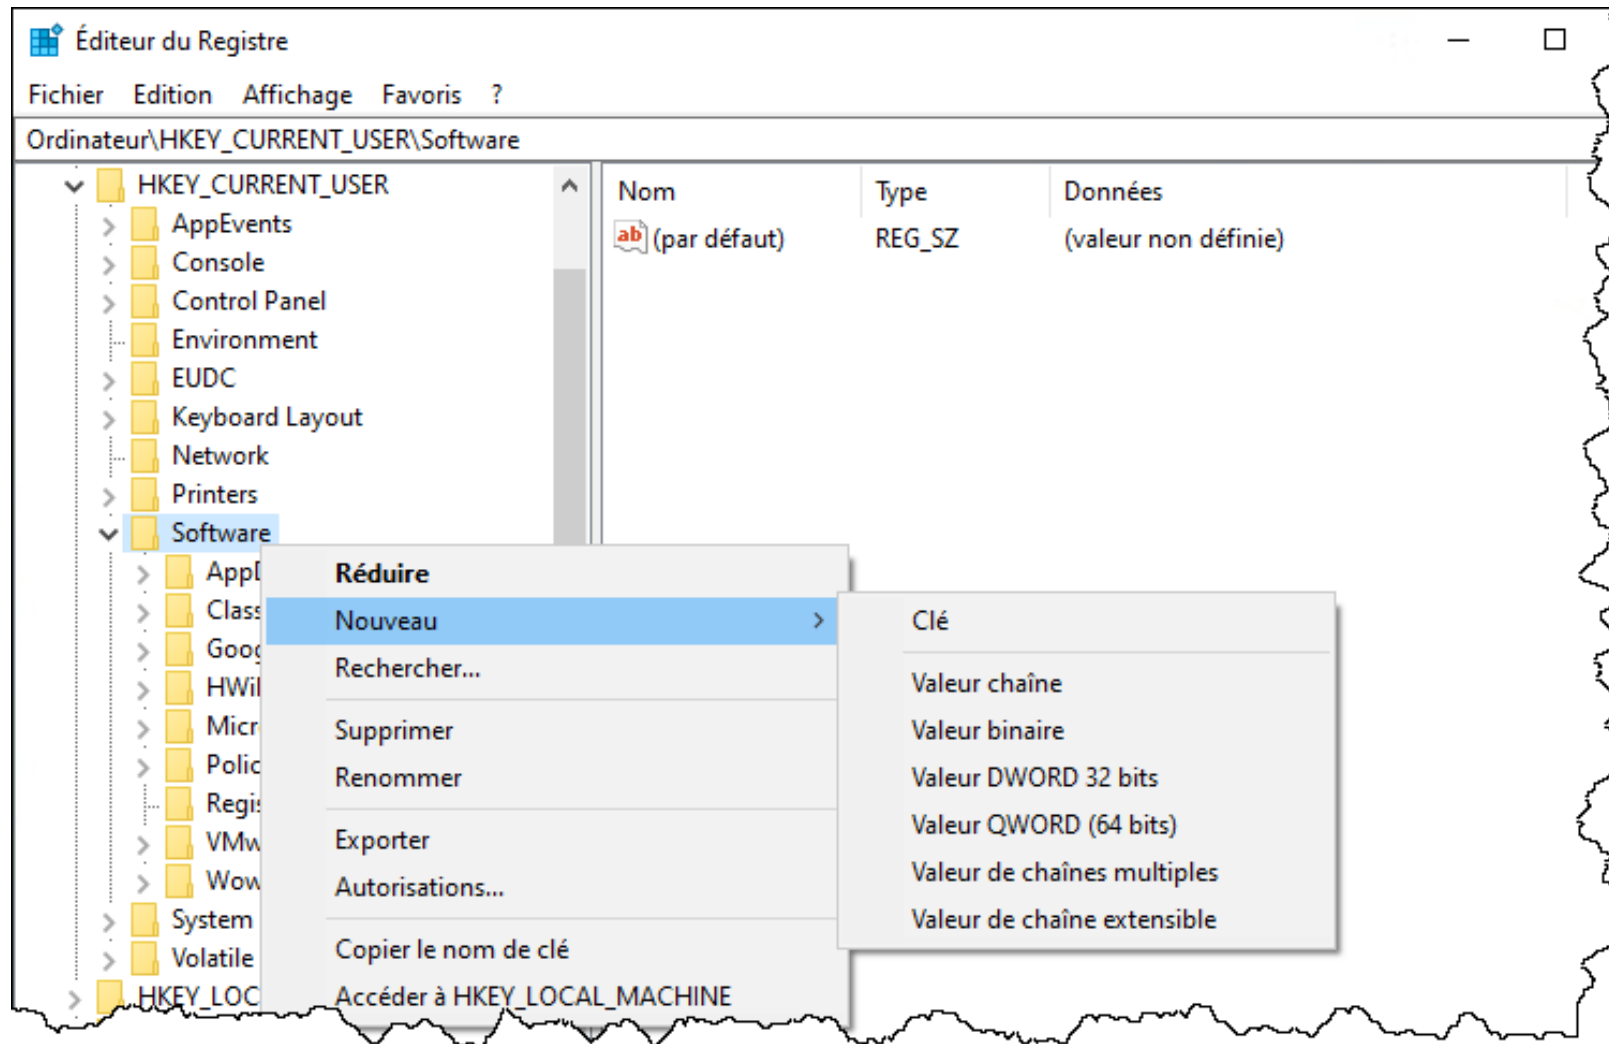 Éditeur du Registre
Fichier Edition Affichage Favoris ?
Ordinateur\HKEY_CURRENT_USER\Software
HKEY_CURRENT_USER
AppEvents
Console
Control Panel
Environment
EUDC
Keyboard Layout
Network
Printers
Software
System
Volatile
Nom Type Données
ab (par défaut) REG_SZ (valeur non définie)
Réduire
Nouveau
Rechercher...
Supprimer
Renommer
Exporter
Autorisations...
Copier le nom de clé
Accéder à HKEY_LOCAL_MACHINE
Clé
Valeur chaîne
Valeur binaire
Valeur DWORD 32 bits
Valeur QWORD (64 bits)
Valeur de chaînes multiples
Valeur de chaîne extensible